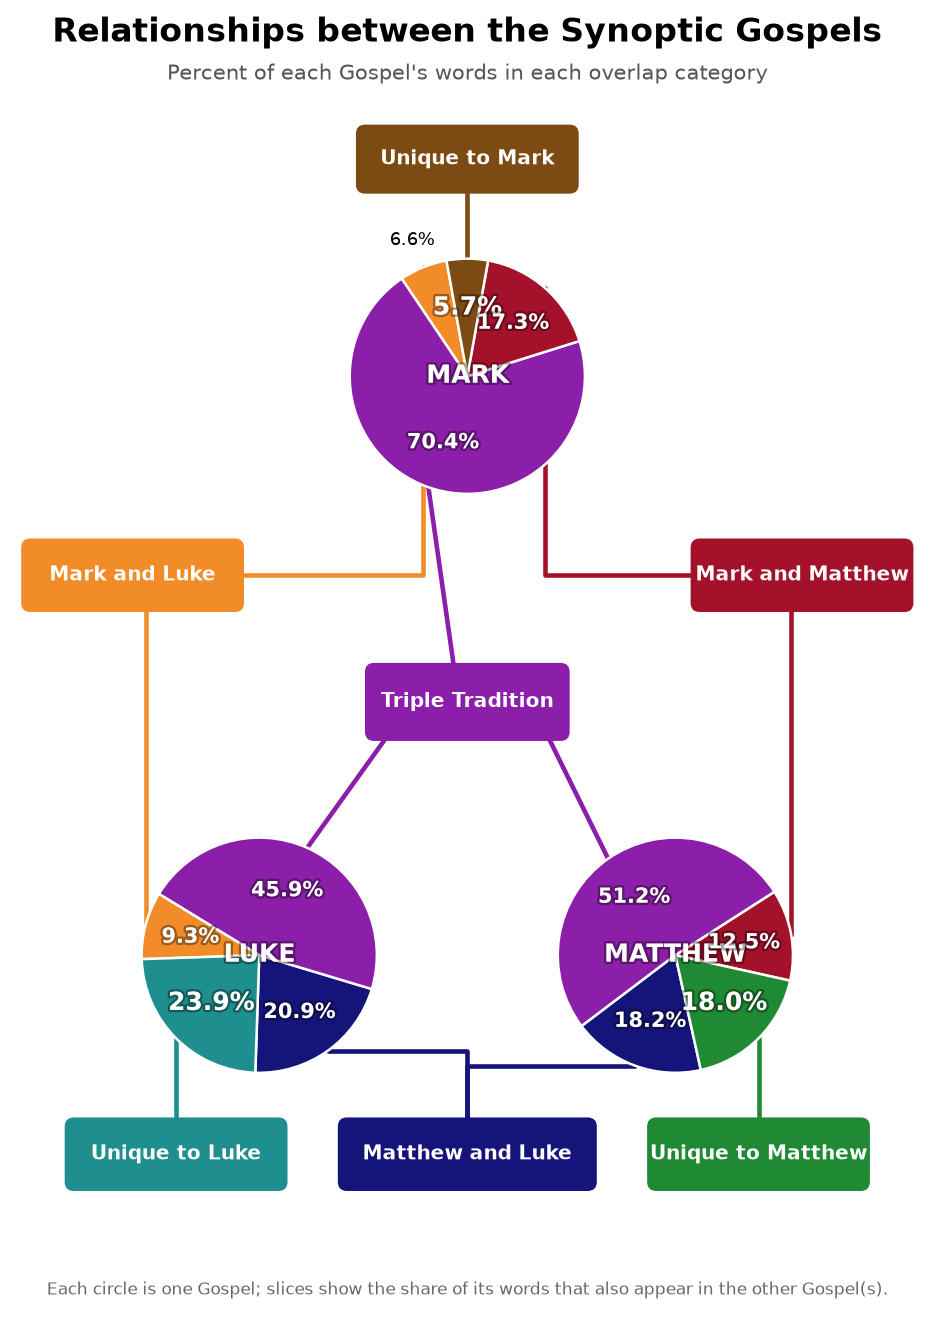 Relationships between the Synoptic Gospels
Percent of each Gospel's words in each overlap category
Unique to Mark
6.6%
5.7%
17.3%
MARK
70.4%
Mark and Luke
Mark and Matthew
Triple Tradition
45.9%
9.3%
LUKE
23.9%
20.9%
51.2%
12.5%
MATTHEW
18.0%
18.2%
Unique to Luke
Matthew and Luke
Unique to Matthew
Each circle is one Gospel; slices show the share of its words that also appear in the other Gospel(s).